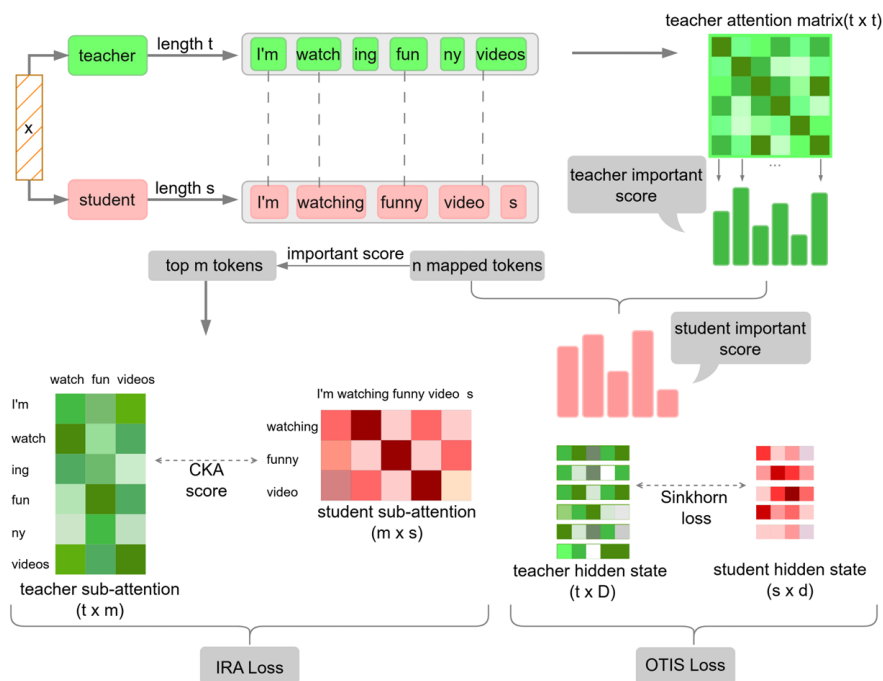 teacher attention matrix(t x t)
teacher
length t
I'm watch ing fun ny videos
x
student
length s
I'm watching funny video s
...
teacher important
score
top m tokens
important score
n mapped tokens
student important
score
watch fun videos
I'm
watch
ing
fun
ny
videos
CKA
score
I'm watching funny video s
watching
funny
video
student sub-attention
(m x s)
teacher sub-attention
(t x m)
Sinkhorn
loss
teacher hidden state
(t x D)
student hidden state
(s x d)
IRA Loss
OTIS Loss